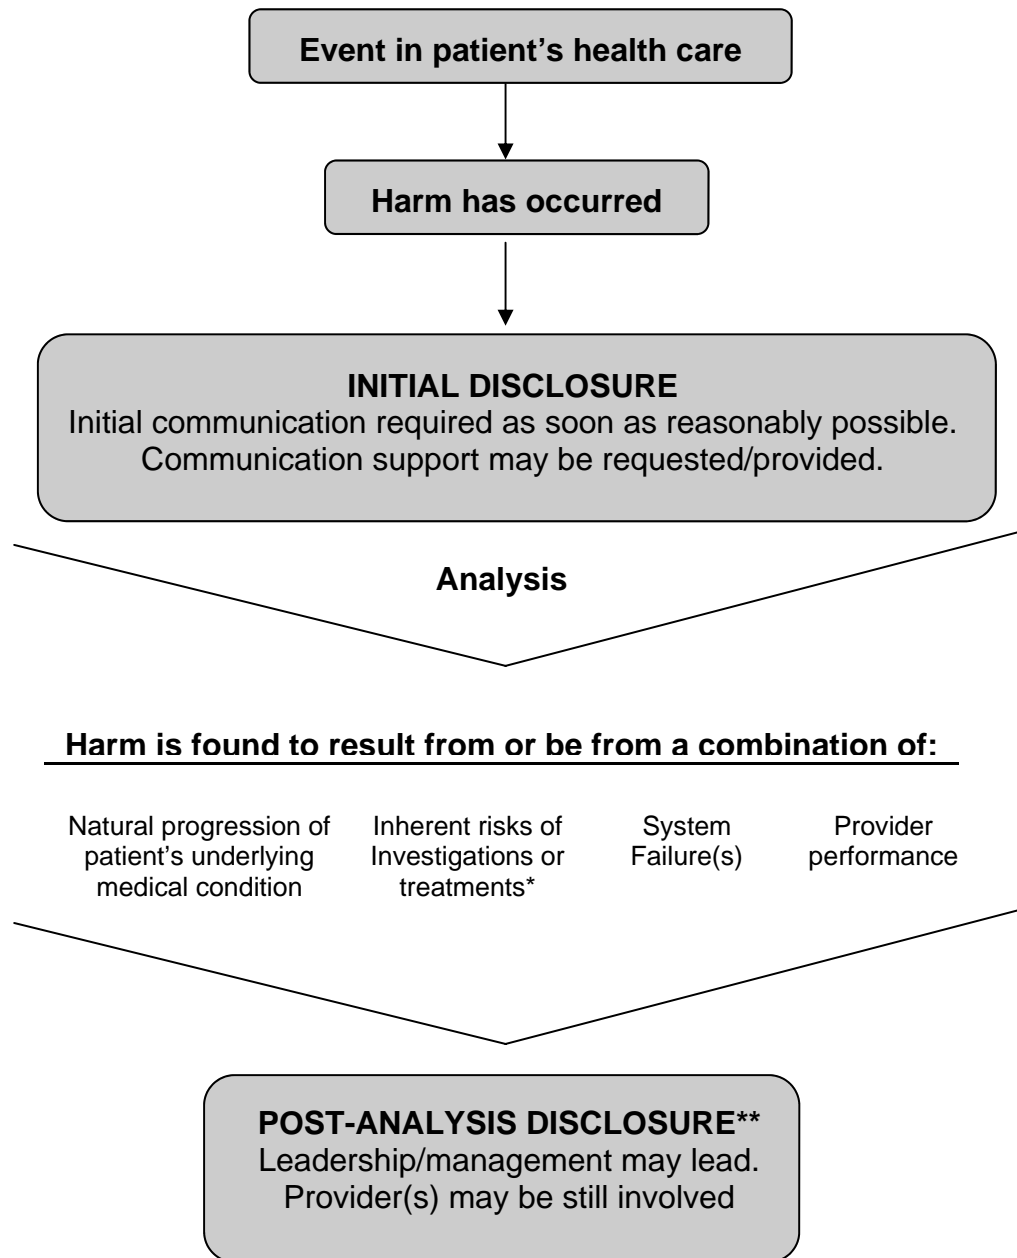 Event in patient’s health care
Harm has occurred
INITIAL DISCLOSURE
Initial communication required as soon as reasonably possible.
Communication support may be requested/provided.
Analysis
Harm is found to result from or be from a combination of:
Natural progression of
patient’s underlying
medical condition
Inherent risks of
Investigations or
treatments*
System
Failure(s)
Provider
performance
POST-ANALYSIS DISCLOSURE**
Leadership/management may lead.
Provider(s) may be still involved